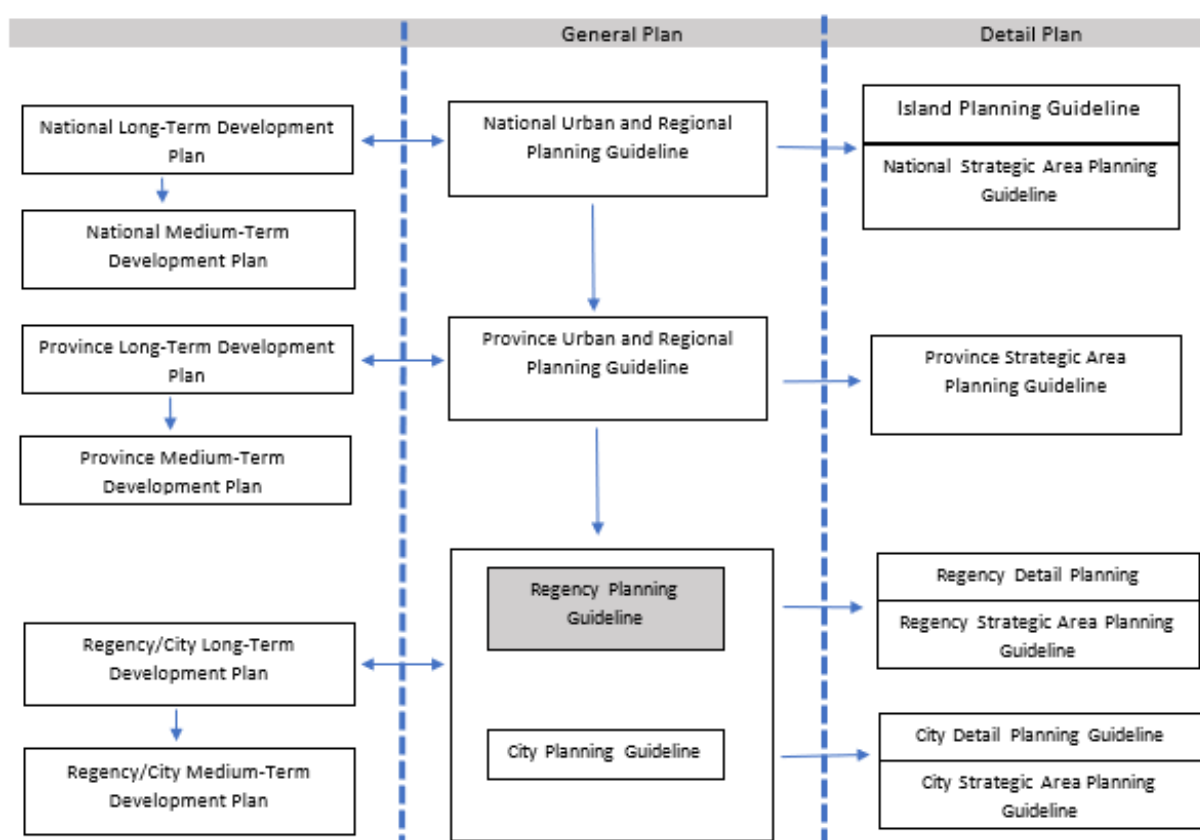 General Plan
Detail Plan
National Long-Term Development
Plan
National Urban and Regional
Planning Guideline
Island Planning Guideline
National Strategic Area Planning
Guideline
National Medium-Term
Development Plan
Province Long-Term Development
Plan
Province Urban and Regional
Planning Guideline
Province Strategic Area
Planning Guideline
Province Medium-Term
Development Plan
Regency Planning
Guideline
Regency Detail Planning
Regency Strategic Area Planning
Guideline
Regency/City Long-Term
Development Plan
City Planning Guideline
City Detail Planning Guideline
City Strategic Area Planning
Guideline
Regency/City Medium-Term
Development Plan